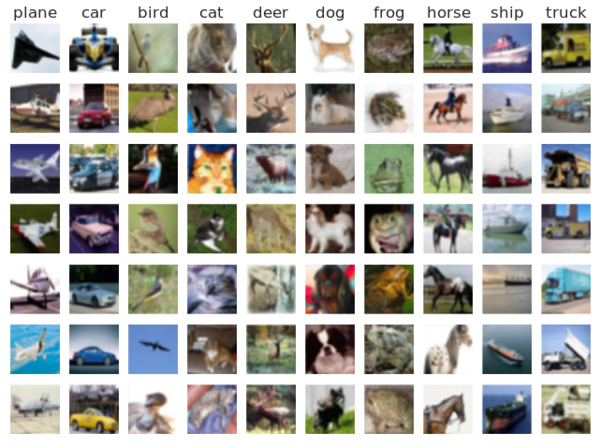 plane car bird cat deer dog frog horse ship truck